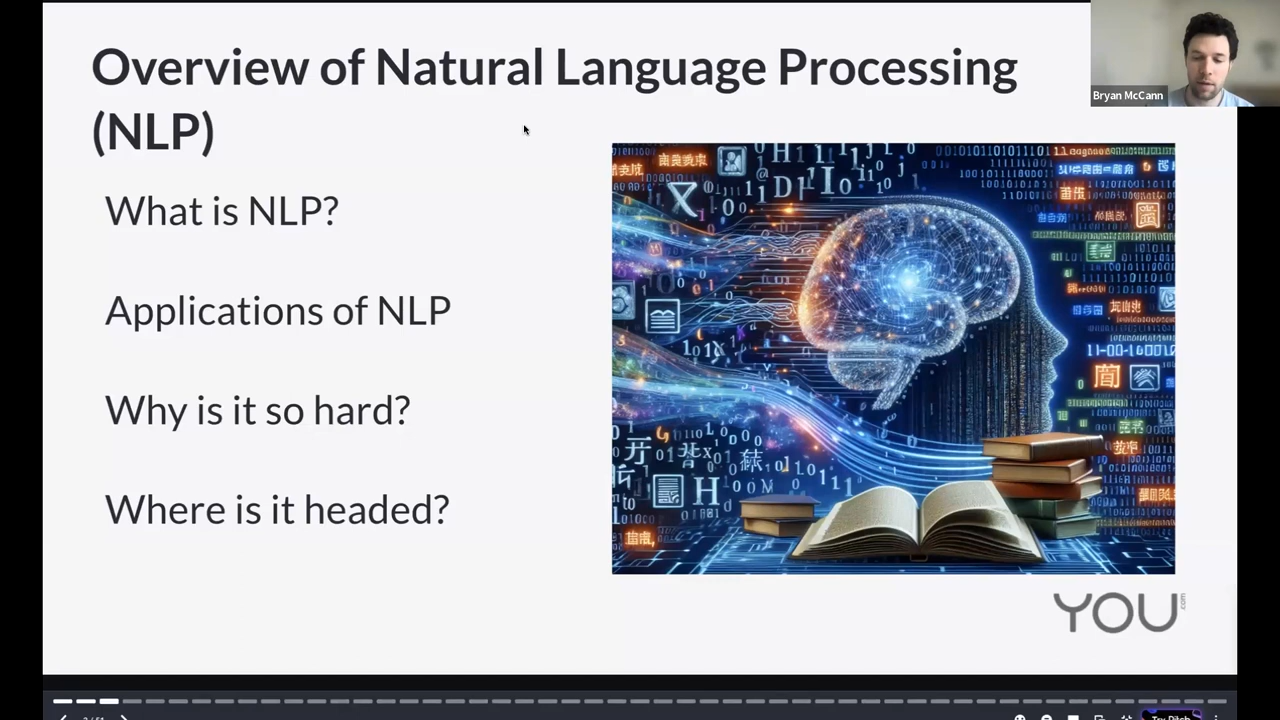 Overview of Natural Language Processing
(NLP)
Bryan McCann
What is NLP?
Applications of NLP
Why is it so hard?
Where is it headed?
YOU.com